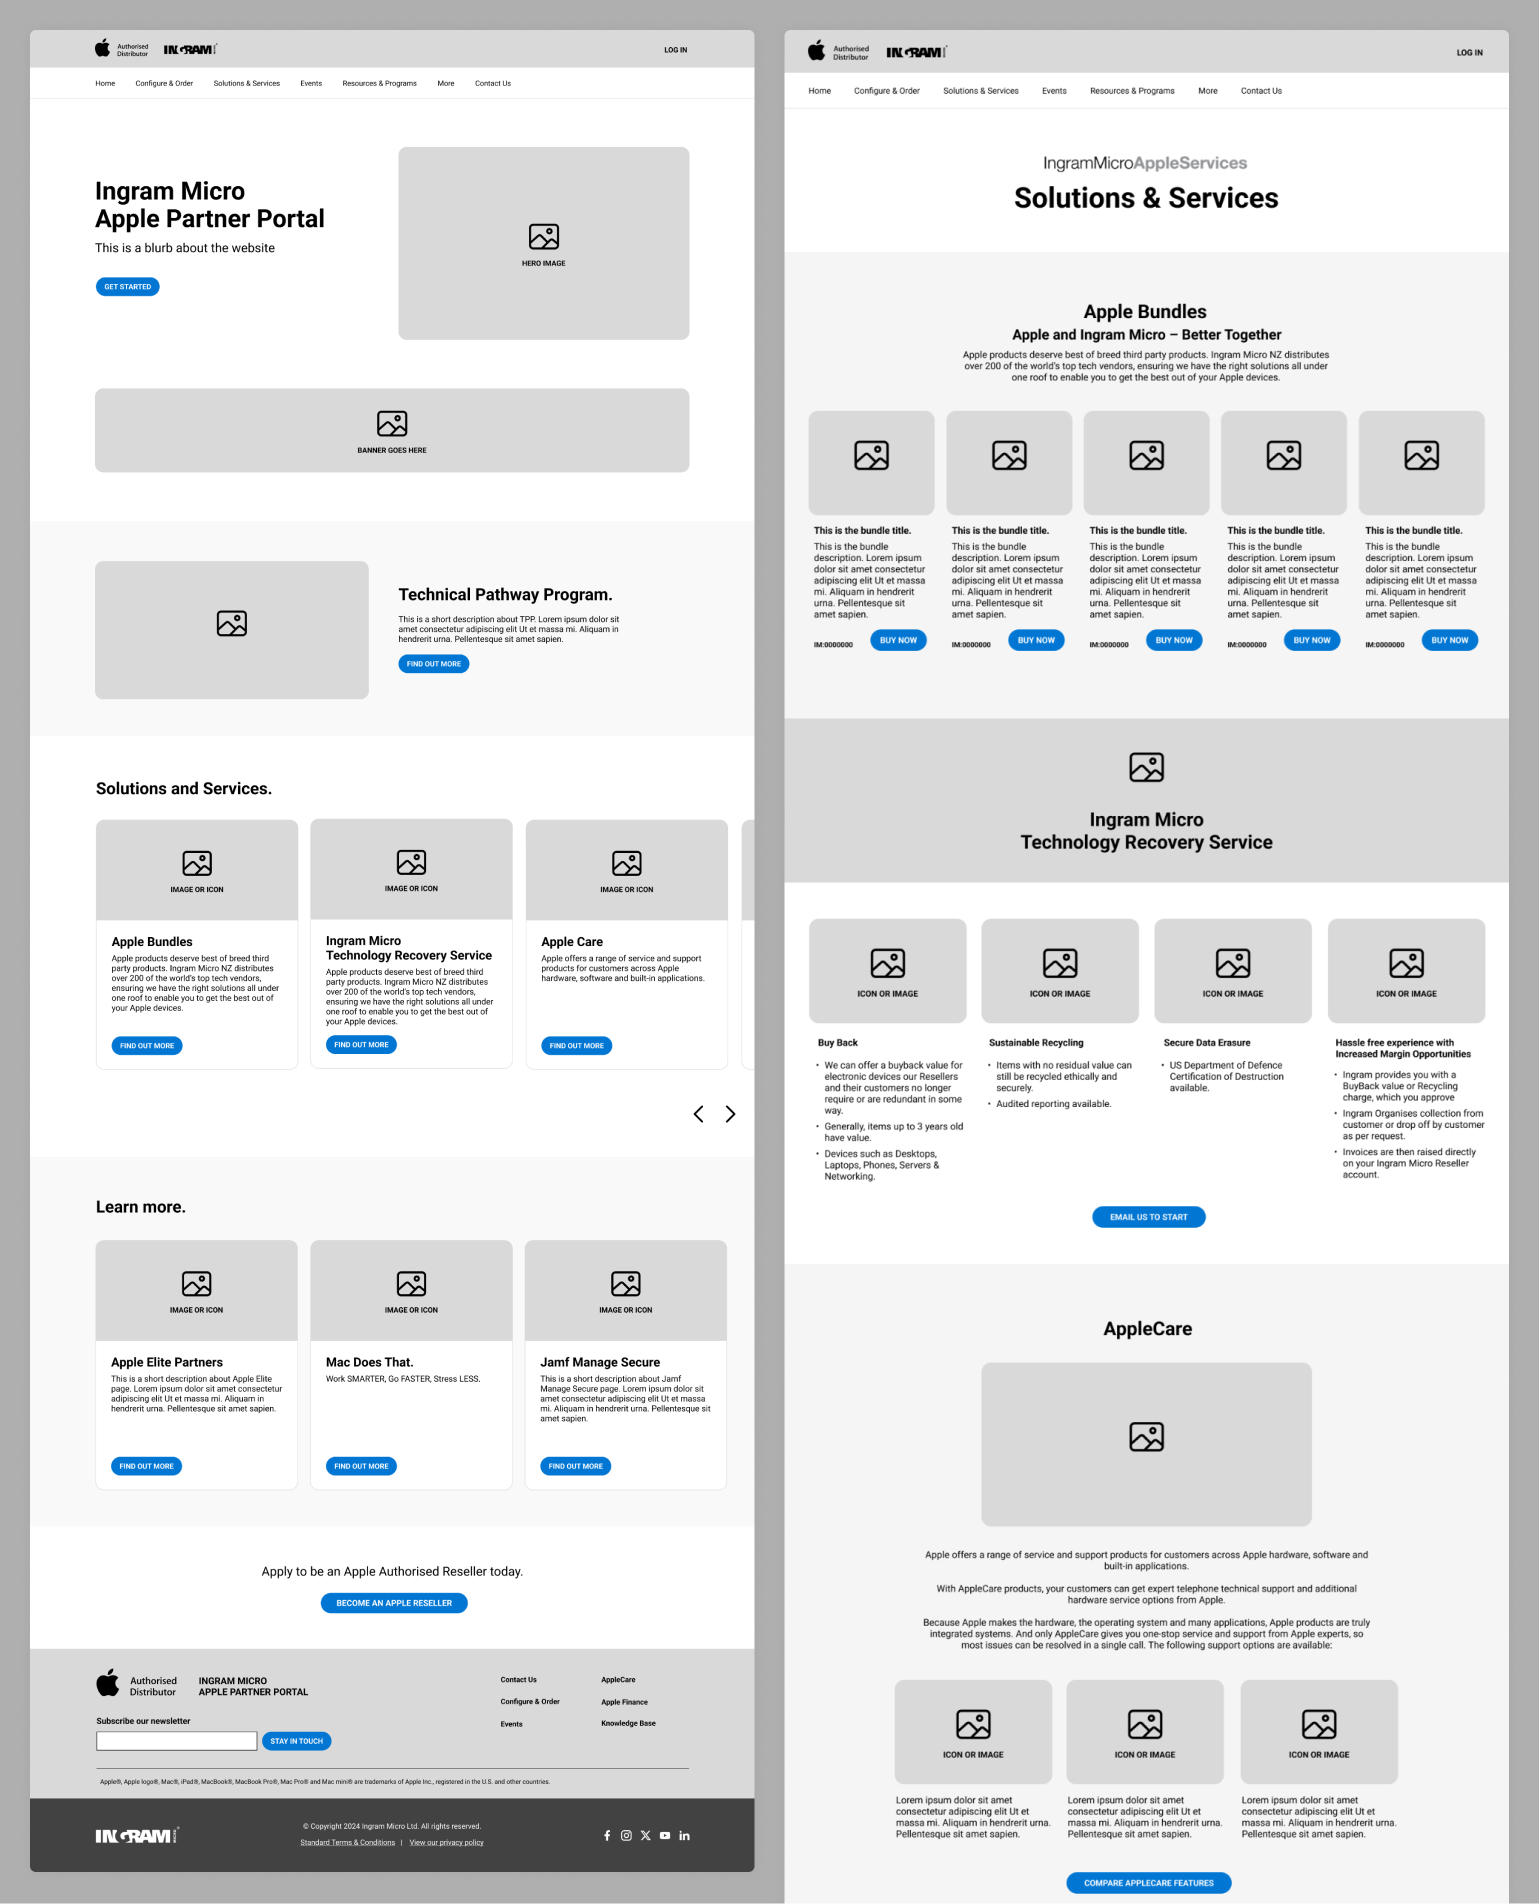 Authorised
Distributor
INGRAM
LOG IN
Home Configure & Order Solutions & Services Events Resources & Programs More Contact Us
Ingram Micro
Apple Partner Portal
This is a blurb about the website
GET STARTED
HERO IMAGE
BANNER GOES HERE
Technical Pathway Program.
This is a short description about TPP. Lorem ipsum dolor sit
amet consectetur adipiscing elit Ut et massa mi. Aliquam in
hendrerit urna. Pellentesque sit amet sapien.
FIND OUT MORE
Solutions and Services.
IMAGE OR ICON
Apple Bundles
Apple products deserve best of breed third
party products. Ingram Micro NZ distributes
over 200 of the world's top tech vendors,
ensuring we have the right solutions all under
one roof to enable you to get the best out of
your Apple devices.
FIND OUT MORE
IMAGE OR ICON
Ingram Micro
Technology Recovery Service
Apple products deserve best of breed third
party products. Ingram Micro NZ distributes
over 200 of the world's top tech vendors,
ensuring we have the right solutions all under
one roof to enable you to get the best out of
your Apple devices.
FIND OUT MORE
IMAGE OR ICON
Apple Care
Apple offers a range of service and support
products for customers across Apple
hardware, software and built-in applications.
FIND OUT MORE
Learn more.
IMAGE OR ICON
Apple Elite Partners
This is a short description about Apple Elite
page. Lorem ipsum dolor sit amet consectetur
adipiscing elit Ut et massa mi. Aliquam in
hendrerit urna. Pellentesque sit amet sapien.
FIND OUT MORE
IMAGE OR ICON
Mac Does That.
Work SMARTER, Go FASTER, Stress LESS.
FIND OUT MORE
IMAGE OR ICON
Jamf Manage Secure
This is a short description about Jamf
Manage Secure page. Lorem ipsum dolor sit
amet consectetur adipiscing elit Ut et massa
mi. Aliquam in hendrerit urna. Pellentesque sit
amet sapien.
FIND OUT MORE
Apply to be an Apple Authorised Reseller today.
BECOME AN APPLE RESELLER
Authorised
Distributor
INGRAM MICRO
APPLE PARTNER PORTAL
Subscribe our newsletter
STAY IN TOUCH
Contact Us
Configure & Order
Events
AppleCare
Apple Finance
Knowledge Base
Apple®, Apple logo®, Mac®, iPad®, MacBook®, MacBook Pro®, Mac Pro® and Mac mini® are trademarks of Apple Inc., registered in the U.S. and other countries.
INGRAM MICRO
© Copyright 2024 Ingram Micro Ltd. All rights reserved.
Standard Terms & Conditions | View our privacy policy
Authorised
Distributor
INGRAM
LOG IN
Home Configure & Order Solutions & Services Events Resources & Programs More Contact Us
IngramMicroAppleServices
Solutions & Services
Apple Bundles
Apple and Ingram Micro – Better Together
Apple products deserve best of breed third party products. Ingram Micro NZ distributes
over 200 of the world's top tech vendors, ensuring we have the right solutions all under
one roof to enable you to get the best out of your Apple devices.
This is the bundle title.
This is the bundle
description. Lorem ipsum
dolor sit amet consectetur
adipiscing elit Ut et massa
mi. Aliquam in hendrerit
urna. Pellentesque sit
amet sapien.
IM:0000000 BUY NOW
This is the bundle title.
This is the bundle
description. Lorem ipsum
dolor sit amet consectetur
adipiscing elit Ut et massa
mi. Aliquam in hendrerit
urna. Pellentesque sit
amet sapien.
IM:0000000 BUY NOW
This is the bundle title.
This is the bundle
description. Lorem ipsum
dolor sit amet consectetur
adipiscing elit Ut et massa
mi. Aliquam in hendrerit
urna. Pellentesque sit
amet sapien.
IM:0000000 BUY NOW
This is the bundle title.
This is the bundle
description. Lorem ipsum
dolor sit amet consectetur
adipiscing elit Ut et massa
mi. Aliquam in hendrerit
urna. Pellentesque sit
amet sapien.
IM:0000000 BUY NOW
This is the bundle title.
This is the bundle
description. Lorem ipsum
dolor sit amet consectetur
adipiscing elit Ut et massa
mi. Aliquam in hendrerit
urna. Pellentesque sit
amet sapien.
IM:0000000 BUY NOW
Ingram Micro
Technology Recovery Service
ICON OR IMAGE
Buy Back
• We can offer a buyback value for
electronic devices our Resellers
and their customers no longer
require or are redundant in some
way.
• Generally, items up to 3 years old
have value.
• Devices such as Desktops,
Laptops, Phones, Servers &
Networking.
ICON OR IMAGE
Sustainable Recycling
• Items with no residual value can
still be recycled ethically and
securely.
• Audited reporting available.
ICON OR IMAGE
Secure Data Erasure
• US Department of Defence
Certification of Destruction
available.
ICON OR IMAGE
Hassle free experience with
Increased Margin Opportunities
• Ingram provides you with a
BuyBack value or Recycling
charge, which you approve
• Ingram Organises collection from
customer or drop off by customer
as per request.
• Invoices are then raised directly
on your Ingram Micro Reseller
account.
EMAIL US TO START
AppleCare
Apple offers a range of service and support products for customers across Apple hardware, software and
built-in applications.
With AppleCare products, your customers can get expert telephone technical support and additional
hardware service options from Apple.
Because Apple makes the hardware, the operating system and many applications, Apple products are truly
integrated systems. And only AppleCare gives you one-stop service and support from Apple experts, so
most issues can be resolved in a single call. The following support options are available:
ICON OR IMAGE
Lorem ipsum dolor sit amet
consectetur adipiscing elit Ut et
massa mi. Aliquam in hendrerit urna.
Pellentesque sit amet sapien.
ICON OR IMAGE
Lorem ipsum dolor sit amet
consectetur adipiscing elit Ut et
massa mi. Aliquam in hendrerit urna.
Pellentesque sit amet sapien.
ICON OR IMAGE
Lorem ipsum dolor sit amet
consectetur adipiscing elit Ut et
massa mi. Aliquam in hendrerit urna.
Pellentesque sit amet sapien.
COMPARE APPLECARE FEATURES